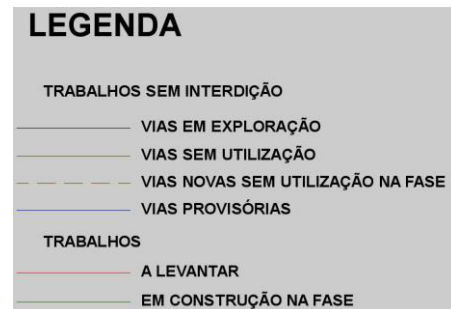 LEGENDA
TRABALHOS SEM INTERDIÇÃO
VIAS EM EXPLORAÇÃO
VIAS SEM UTILIZAÇÃO
VIAS NOVAS SEM UTILIZAÇÃO NA FASE
VIAS PROVISÓRIAS
TRABALHOS
A LEVANTAR
EM CONSTRUÇÃO NA FASE